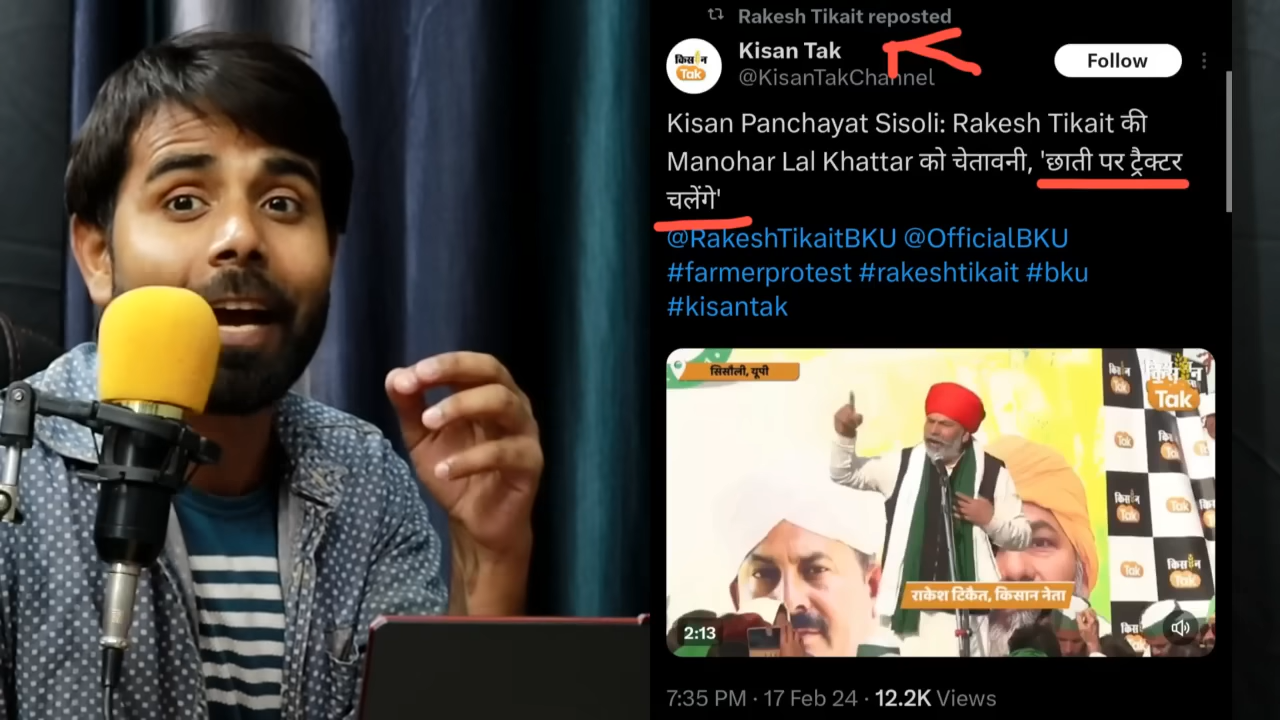 Rakesh Tikait reposted
Kisan Tak
@KisanTakChannel
Follow
Kisan Panchayat Sisoli: Rakesh Tikait की
Manohar Lal Khattar को चेतावनी, 'छाती पर ट्रैक्टर
चलेंगे'
@RakeshTikaitBKU @OfficialBKU
#farmerprotest #rakeshtikait #bku
#kisantak
सिसौली, यूपी
किसान
Tak
राकेश टिकैत, किसान नेता
2:13
7:35 PM · 17 Feb 24 · 12.2K Views